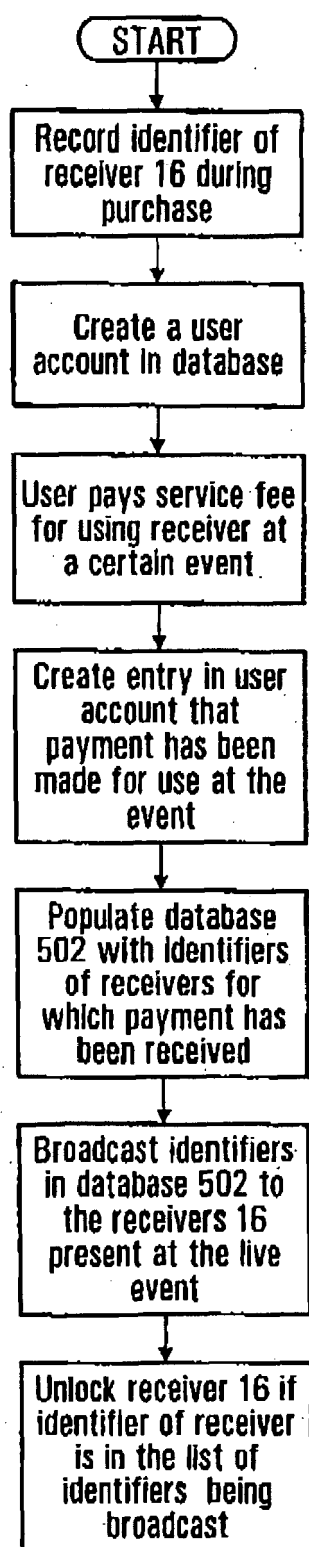 START
Record identifier of
receiver 16 during
purchase
Create a user
account in database
User pays service fee
for using receiver at
a certain event.
Create entry in user
account that
payment has been
made for use at the
event
Populate database
502 with identifiers
of receivers for
which payment has
been received
Broadcast identifiers
in database 502 to
the receivers 16
present at the live
event
Unlock receiver 16 if
identifier of receiver
is in the list of
identifiers being
broadcast